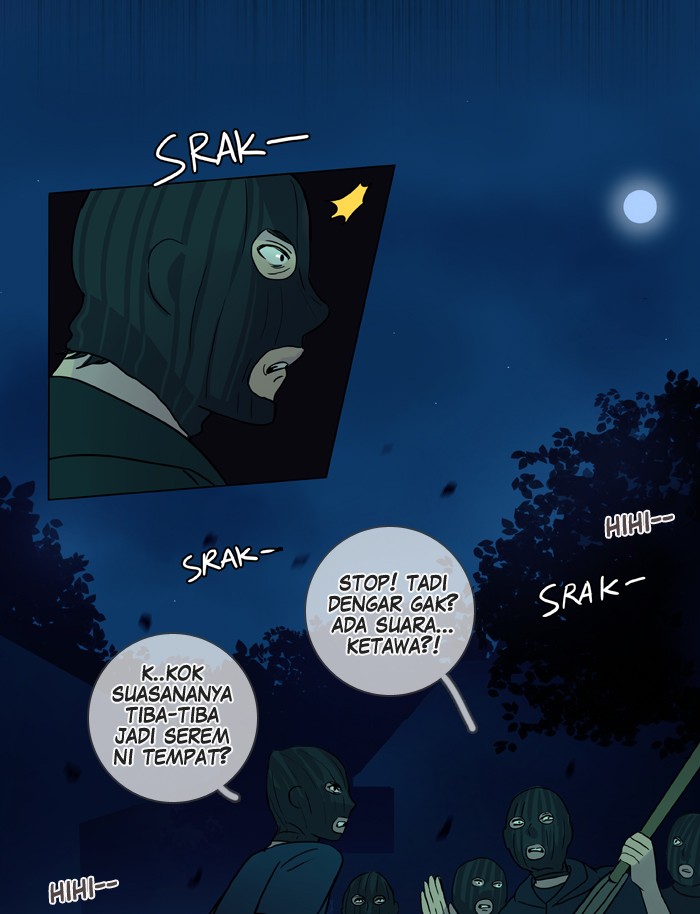 SRAK—
HIHI--
SRAK-
SRAK-
STOP! TADI
DENGAR GAK?
ADA SUARA...
KETAWA?!
K..KOK
SUASANANYA
TIBA-TIBA
JADI SEREM
NI TEMPAT?
HIHI--